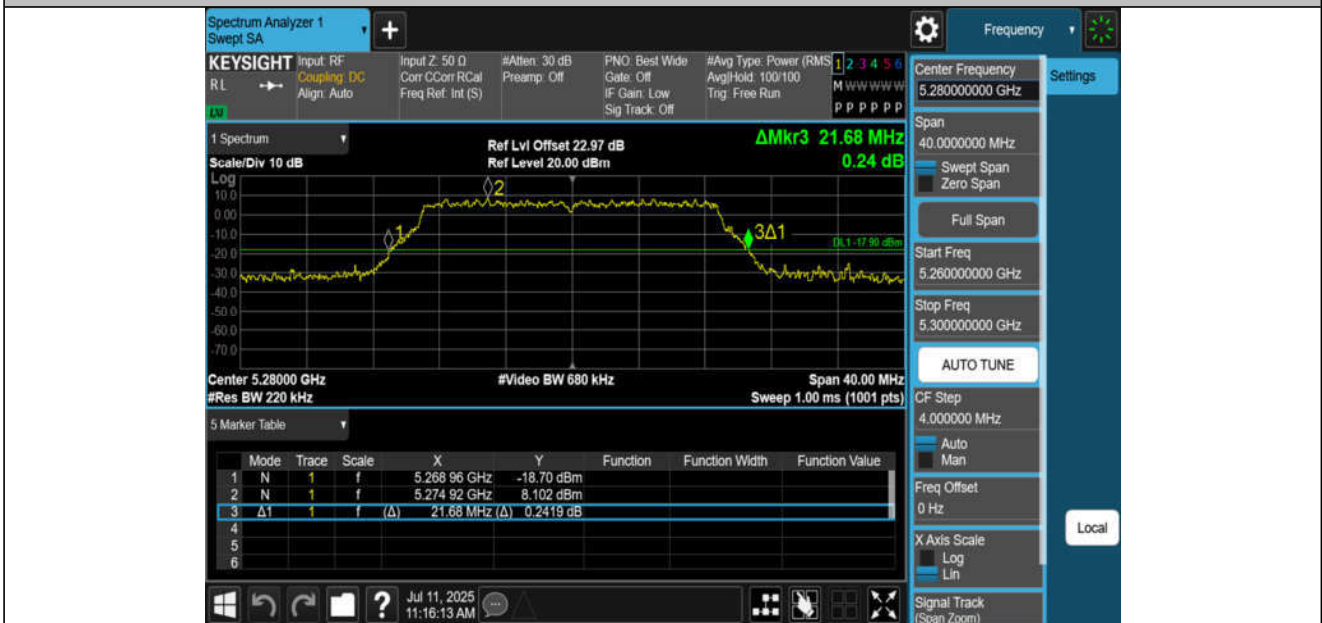 Spectrum Analyzer 1
Swept SA
+
Frequency
KEYSIGHT
RL
LXI
Input: RF
Coupling: DC
Align: Auto
Input Z: 50 Ω
Corr CCorr RCal
Freq Ref: Int (S)
#Atten: 30 dB
Preamp: Off
PNO: Best Wide
Gate: Off
IF Gain: Low
Sig Track: Off
#Avg Type: Power (RMS
Avg|Hold: 100/100
Trig: Free Run
1 2 3 4 5 6
M W W W W W
P P P P P P
Center Frequency
5.280000000 GHz
Settings
Span
40.0000000 MHz
Swept Span
Zero Span
Full Span
Start Freq
5.260000000 GHz
Stop Freq
5.300000000 GHz
AUTO TUNE
CF Step
4.000000 MHz
Auto
Man
Freq Offset
0 Hz
X Axis Scale
Log
Lin
Local
Signal Track
(Span Zoom)
1 Spectrum
Scale/Div 10 dB
Ref Lvl Offset 22.97 dB
Ref Level 20.00 dBm
ΔMkr3 21.68 MHz
0.24 dB
Log
10.0
0.00
-10.0
-20.0
-30.0
-40.0
-50.0
-60.0
-70.0
2
1
3Δ1
DL1 -17.90 dBm
Center 5.28000 GHz
#Video BW 680 kHz
Span 40.00 MHz
#Res BW 220 kHz
Sweep 1.00 ms (1001 pts)
5 Marker Table
Mode Trace Scale X Y Function Function Width Function Value
1 N 1 f 5.268 96 GHz -18.70 dBm
2 N 1 f 5.274 92 GHz 8.102 dBm
3 Δ1 1 f (Δ) 21.68 MHz (Δ) 0.2419 dB
4
5
6
?
Jul 11, 2025
11:16:13 AM